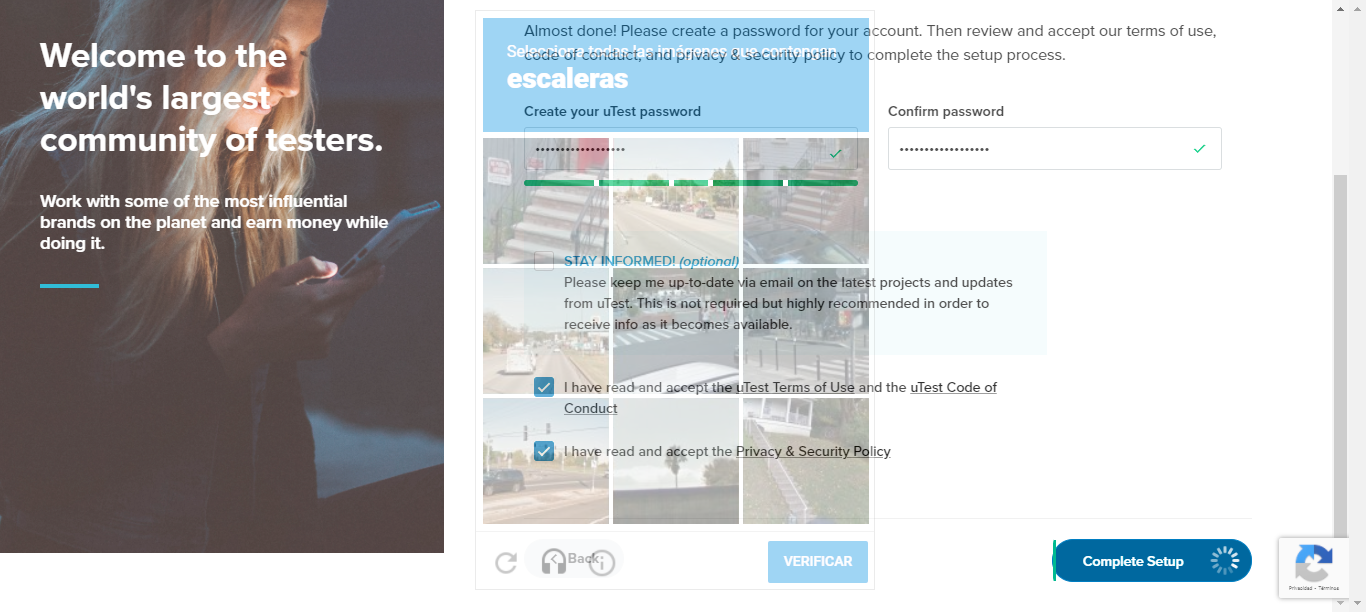 Welcome to the
world's largest
community of testers.
Work with some of the most influential
brands on the planet and earn money while
doing it.
Almost done! Please create a password for your account. Then review and accept our terms of use,
code of conduct, and privacy & security policy to complete the setup process.
Selecciona todas las imágenes que contengan
escaleras
Create your uTest password
Confirm password
STAY INFORMED! (optional)
Please keep me up-to-date via email on the latest projects and updates
from uTest. This is not required but highly recommended in order to
receive info as it becomes available.
I have read and accept the uTest Terms of Use and the uTest Code of
Conduct
I have read and accept the Privacy & Security Policy
Back
VERIFICAR
Complete Setup
Privacidad - Términos